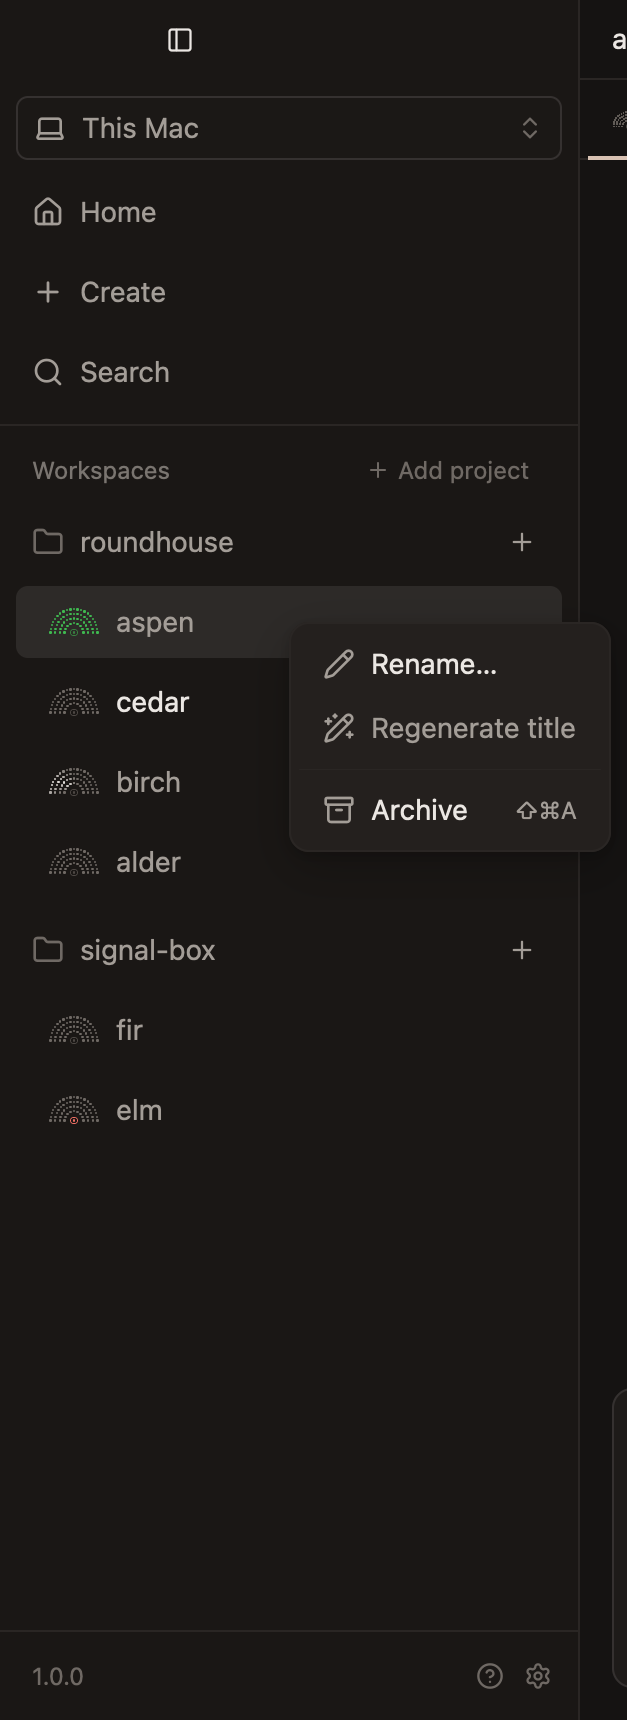 This Mac
Home
Create
Search
Workspaces
+ Add project
roundhouse +
aspen
Rename...
cedar
Regenerate title
birch
Archive ⇧⌘A
alder
signal-box +
fir
elm
1.0.0
a